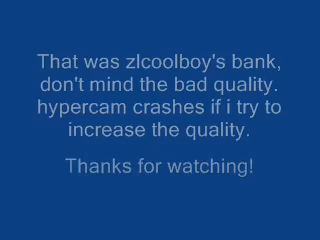 That was zlcoolboy's bank,
don't mind the bad quality.
hypercam crashes if i try to
increase the quality.
Thanks for watching!